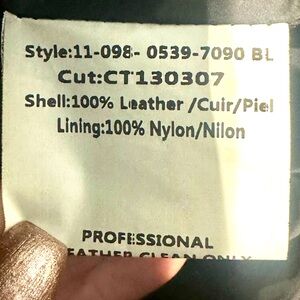 Style:11-098- 0539-7090 BL
Cut:CT130307
Shell:100% Leather /Cuir/Piel
Lining:100% Nylon/Nilon
PROFESSIONAL
LEATHER CLEAN ONLY